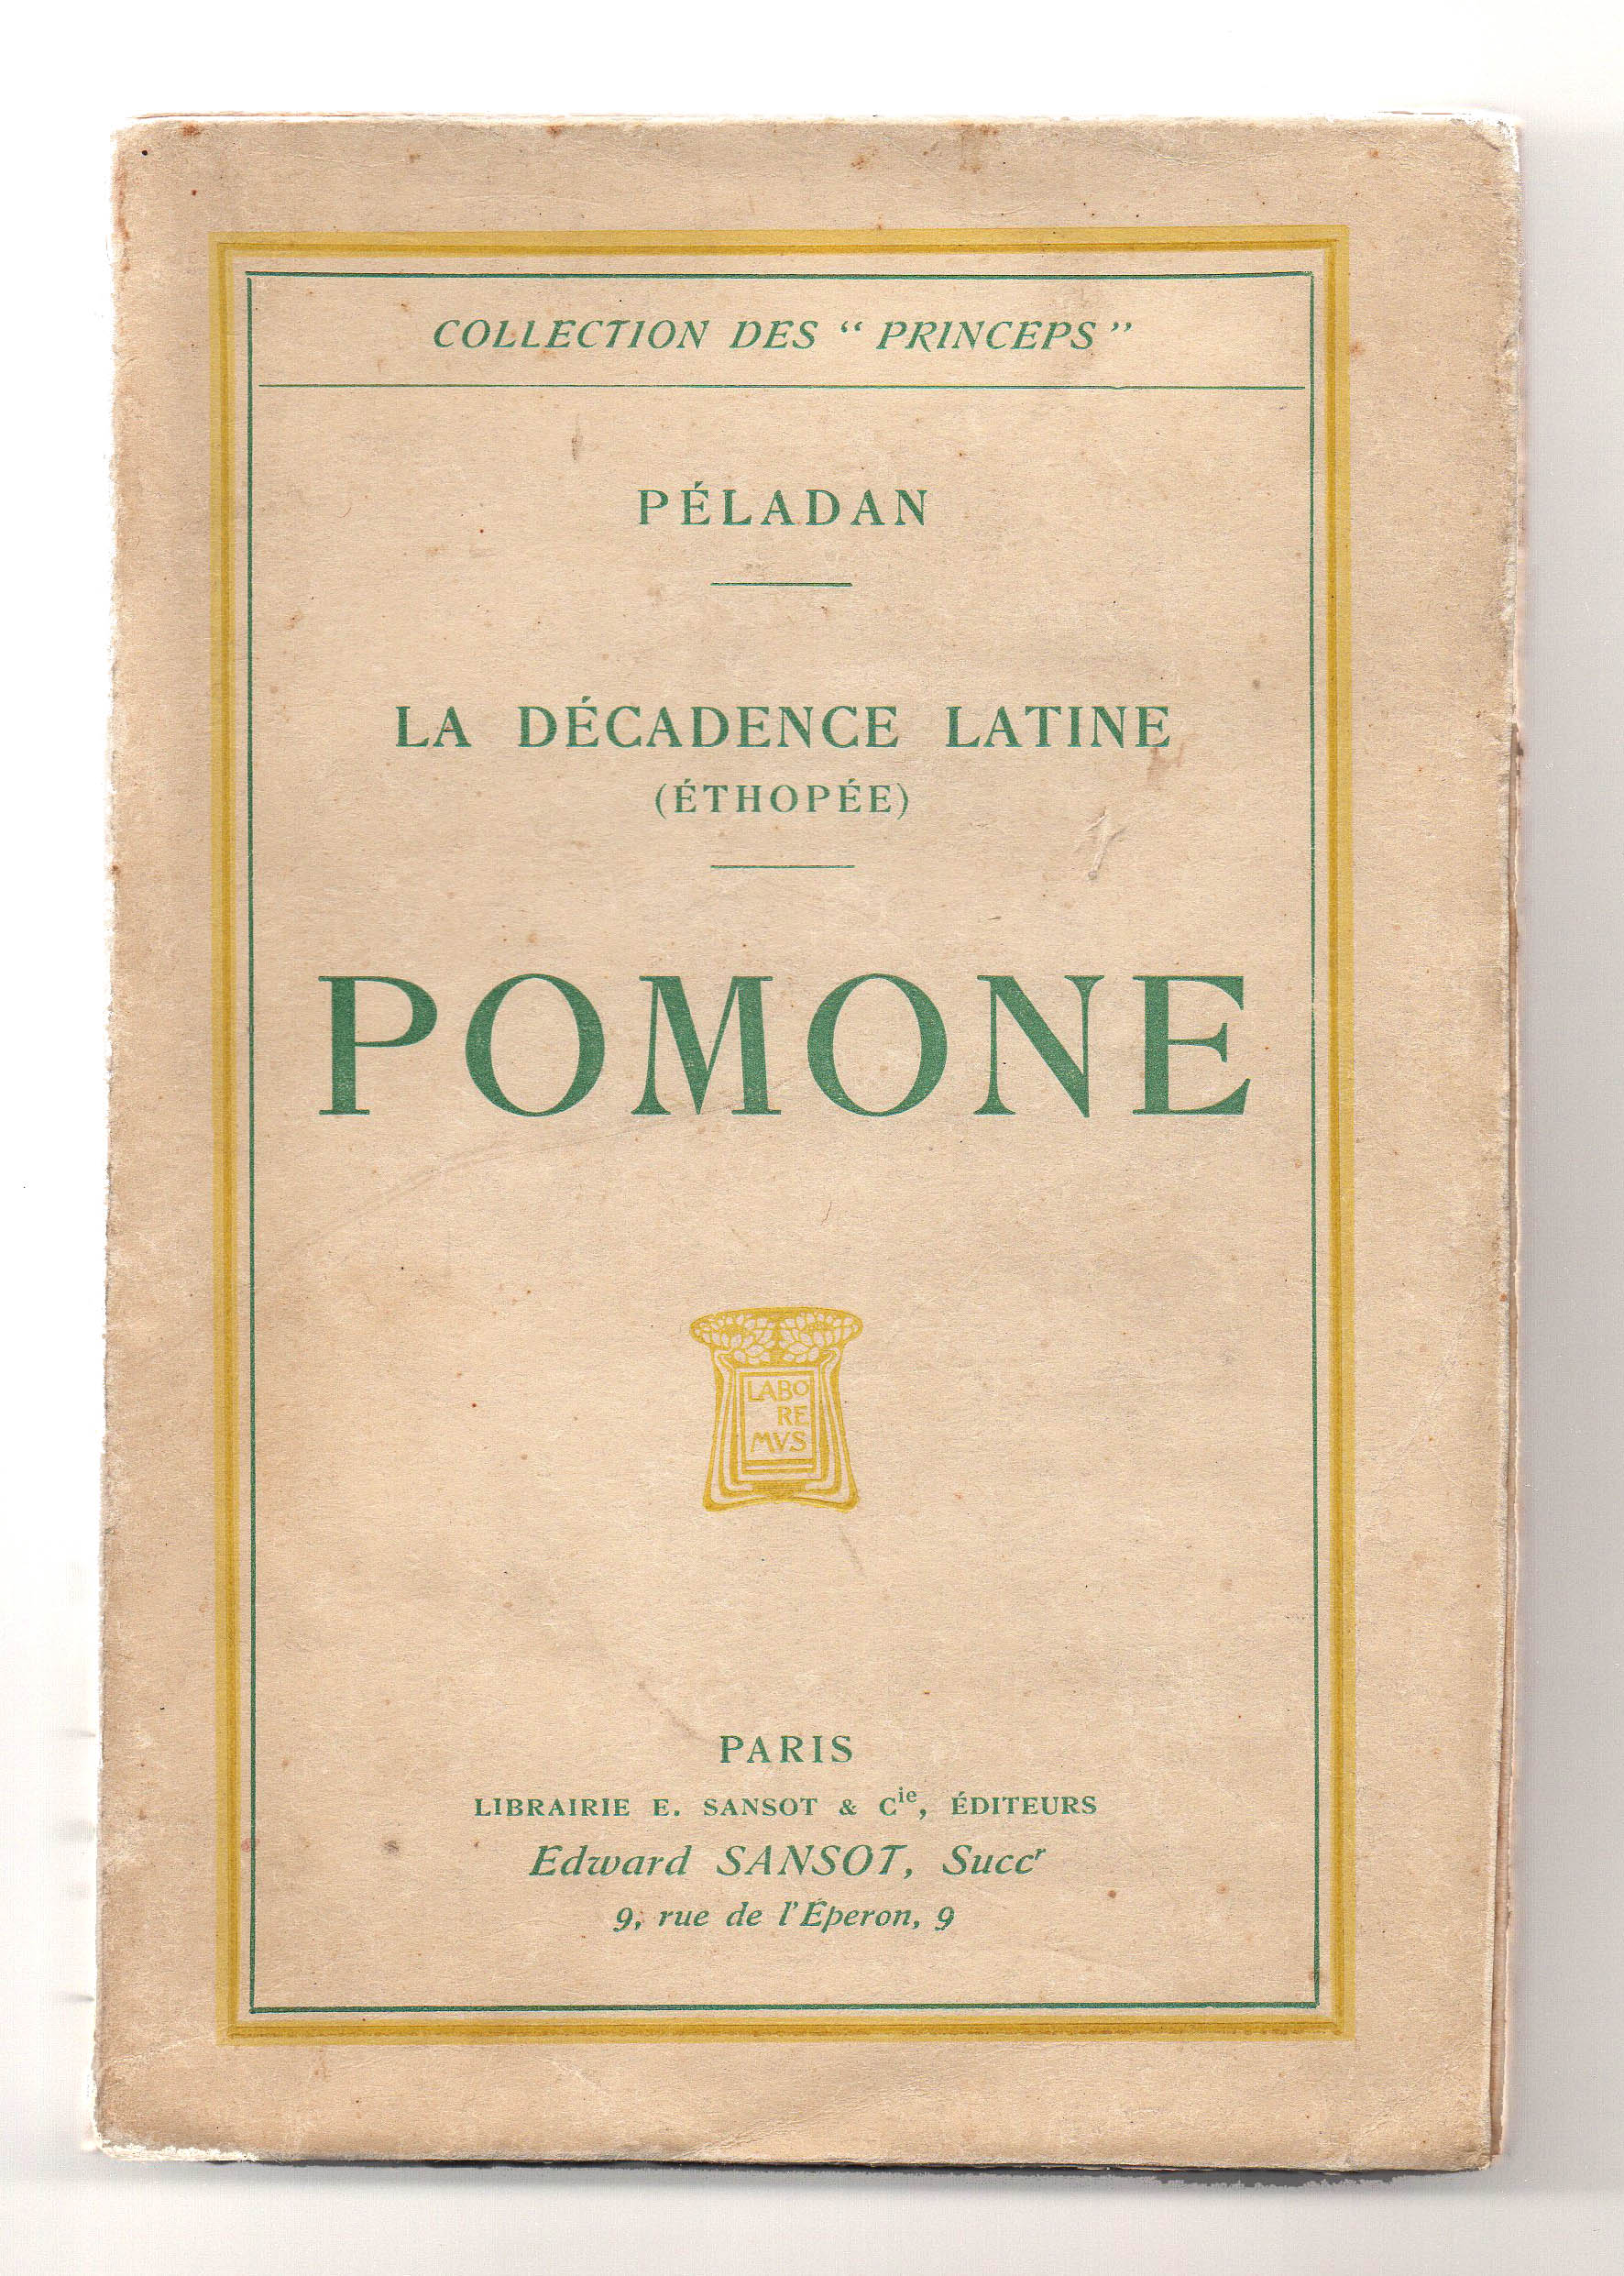 COLLECTION DES “ PRINCEPS ”
PÉLADAN
LA DÉCADENCE LATINE
(ÉTHOPÉE)
POMONE
LABO
RE
MVS
PARIS
LIBRAIRIE E. SANSOT & Cie, ÉDITEURS
Edward SANSOT, Succr
9, rue de l'Éperon, 9